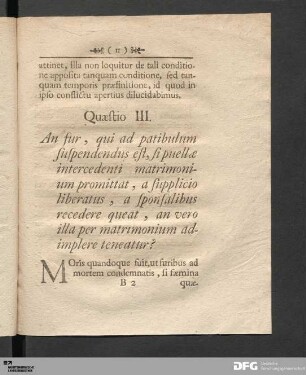 ( 11 )
attinet, illa non loquitur de tali conditio-
ne apposita tanquam conditione, sed tan-
quam temporis præfinitione, id quod in
ipso conflictu apertius dilucidabimus.
Quæstio III.
An fur, qui ad patibulum
suspendendus est, si puellæ
intercedenti matrimoni-
um promittat, a supplicio
liberatus, a sponsalibus
recedere queat, an vero
illa per matrimonium ad-
implere teneatur?
MOris quandoque fuit, ut furibus ad
mortem condemnatis, si fæmina
B 2
quæ-
DFG